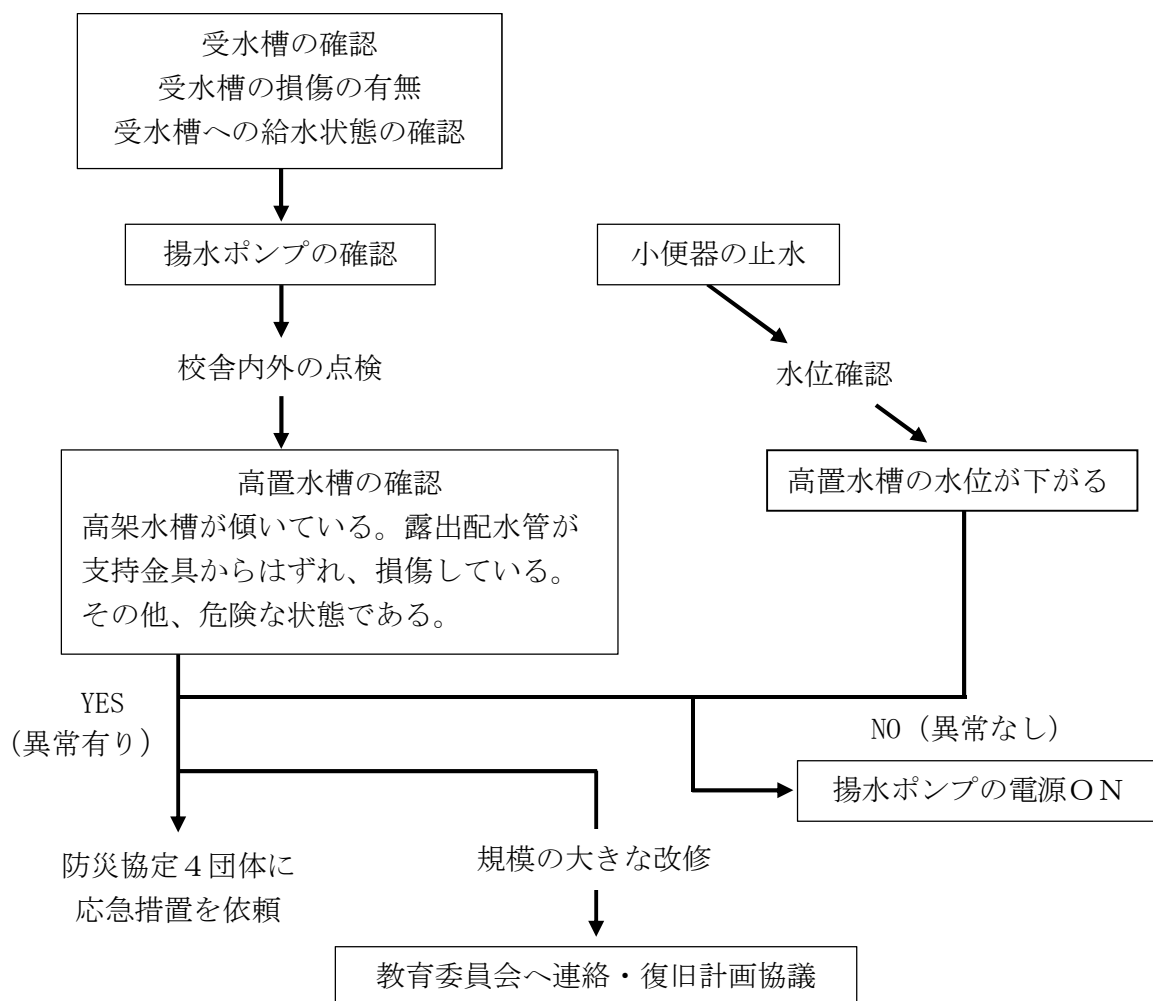 受水槽の確認
受水槽の損傷の有無
受水槽への給水状態の確認
揚水ポンプの確認
小便器の止水
校舎内外の点検
水位確認
高置水槽の確認
高架水槽が傾いている。露出配水管が
支持金具からはずれ、損傷している。
その他、危険な状態である。
高置水槽の水位が下がる
YES
(異常有り)
NO(異常なし)
揚水ポンプの電源ON
防災協定4団体に
応急措置を依頼
規模の大きな改修
教育委員会へ連絡・復旧計画協議